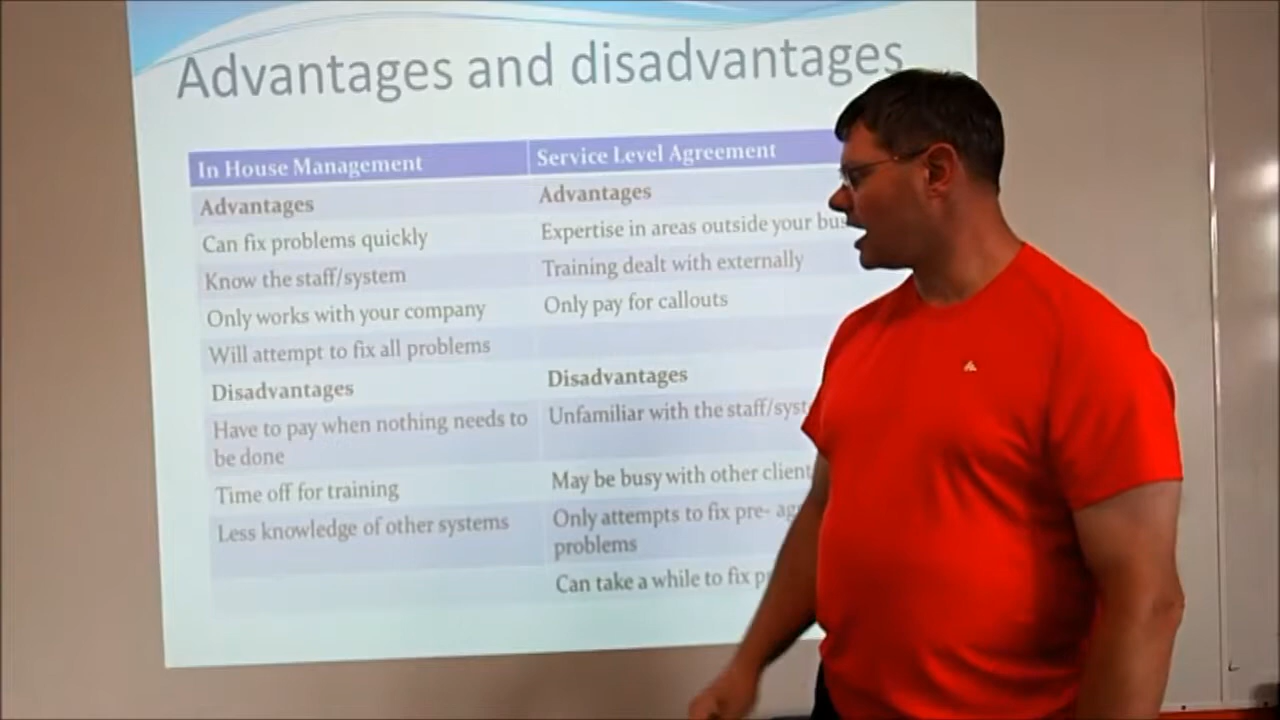 Advantages and disadvantages
In House Management
Service Level Agreement
Advantages
Advantages
Can fix problems quickly
Expertise in areas outside your
Know the staff/system
Training dealt with externally
Only works with your company
Only pay for callouts
Will attempt to fix all problems
Disadvantages
Disadvantages
Have to pay when nothing needs to
be done
Unfamiliar with the
Time off for training
May be busy with other
Less knowledge of other systems
Only attempts to fix pre-
problems
Can take a while to fix